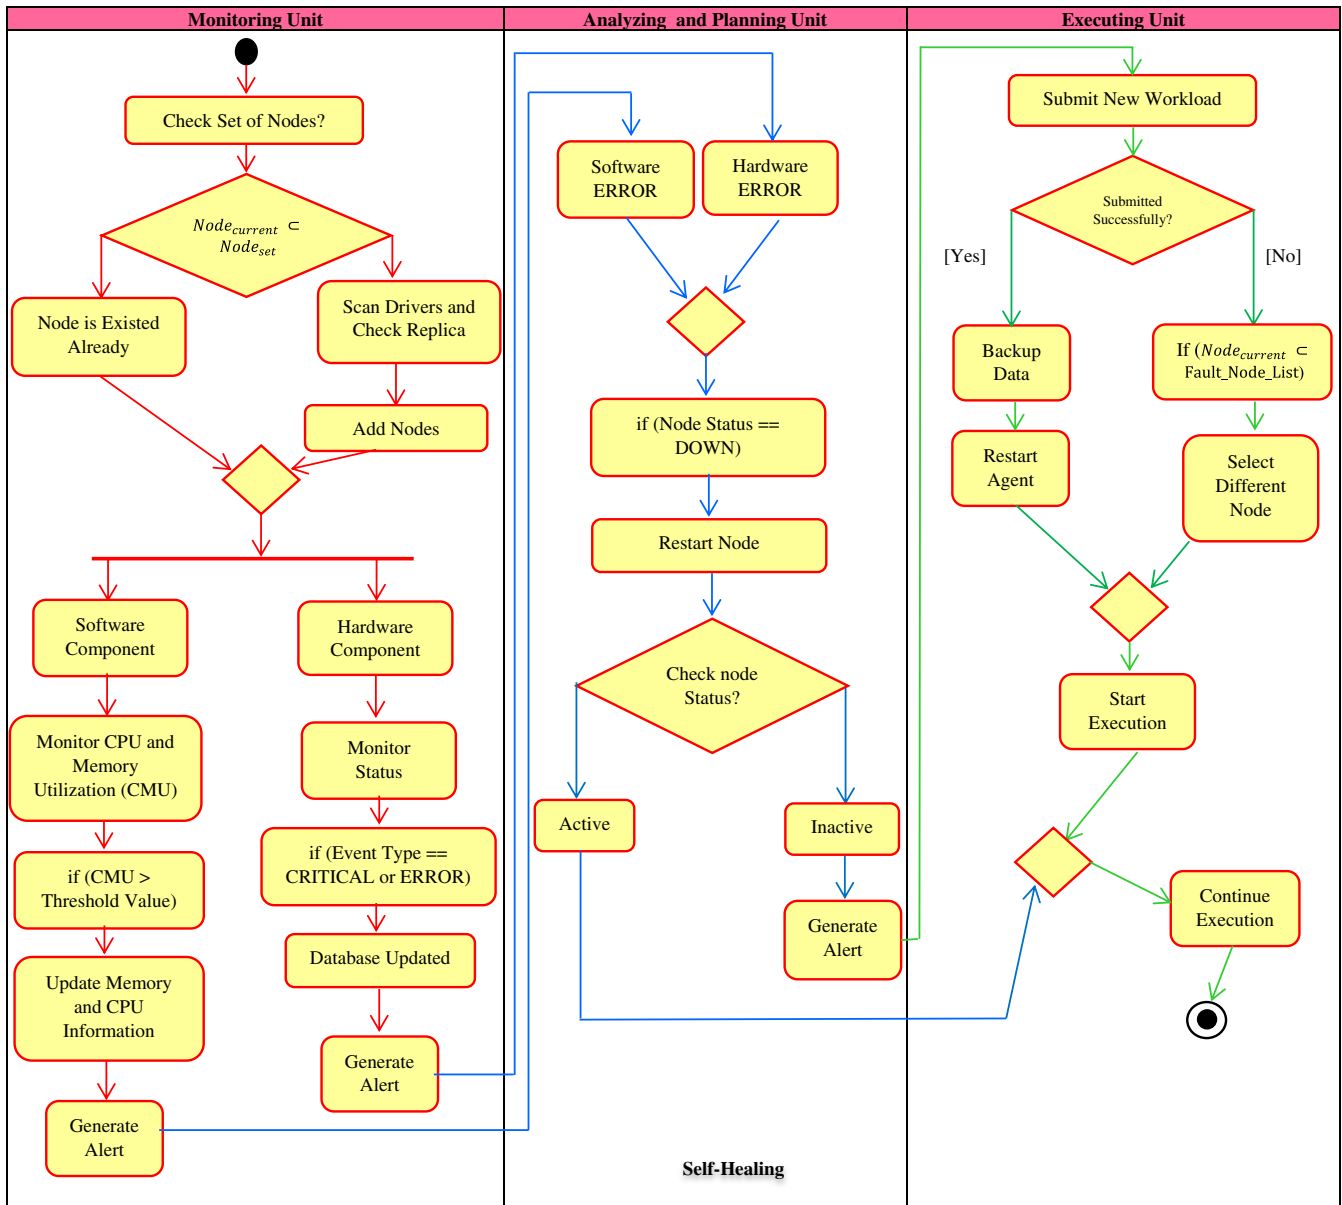 Monitoring Unit
Analyzing and Planning Unit
Executing Unit
Check Set of Nodes?
Node_current ⊂
Node_set
Node is Existed
Already
Scan Drivers and
Check Replica
Add Nodes
Software
Component
Hardware
Component
Monitor CPU and
Memory
Utilization (CMU)
Monitor
Status
if (CMU >
Threshold Value)
if (Event Type ==
CRITICAL or ERROR)
Update Memory
and CPU
Information
Database Updated
Generate
Alert
Generate
Alert
Software
ERROR
Hardware
ERROR
if (Node Status ==
DOWN)
Restart Node
Check node
Status?
Active
Inactive
Generate
Alert
Self-Healing
Submit New Workload
Submitted
Successfully?
[Yes]
[No]
Backup
Data
If (Node_current ⊂
Fault_Node_List)
Restart
Agent
Select
Different
Node
Start
Execution
Continue
Execution